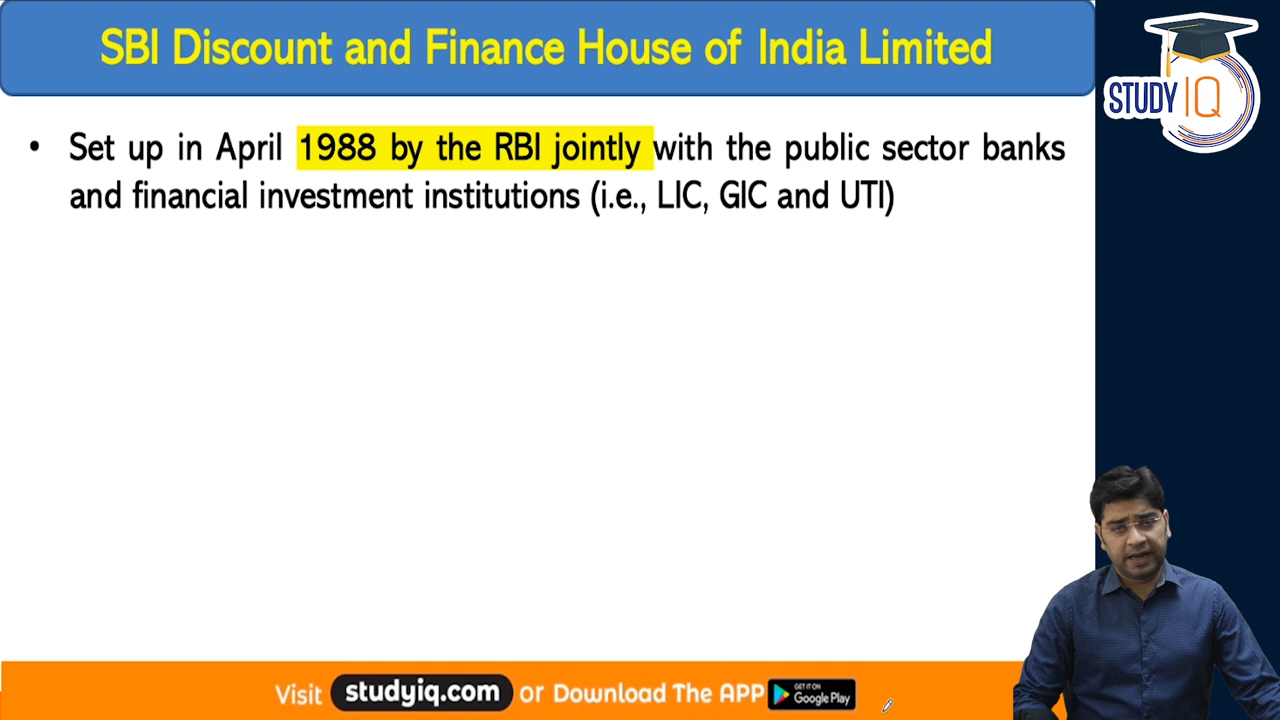 SBI Discount and Finance House of India Limited
STUDY IQ
• Set up in April 1988 by the RBI jointly with the public sector banks
and financial investment institutions (i.e., LIC, GIC and UTI)
Visit studyiq.com or Download The APP GET IT ON Google Play